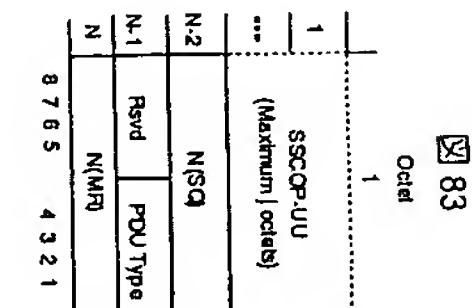 図 83
Octet
1
1 SSCOP-UU
... (Maximum j octets)
N-2 N(SQ)
N-1 Rsvd PDU Type
N N(MR)
8 7 6 5 4 3 2 1